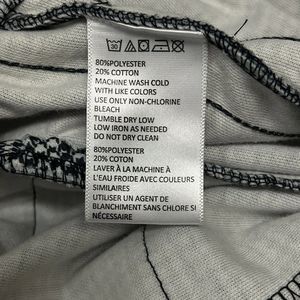 80%POLYESTER
20% COTTON
MACHINE WASH COLD
WITH LIKE COLORS
USE ONLY NON-CHLORINE
BLEACH
TUMBLE DRY LOW
LOW IRON AS NEEDED
DO NOT DRY CLEAN
80%POLYESTER
20% COTTON
LAVER À LA MACHINE À
L'EAU FROIDE AVEC COULEURS
SIMILAIRES
UTILISER UN AGENT DE
BLANCHIMENT SANS CHLORE SI
NÉCESSAIRE